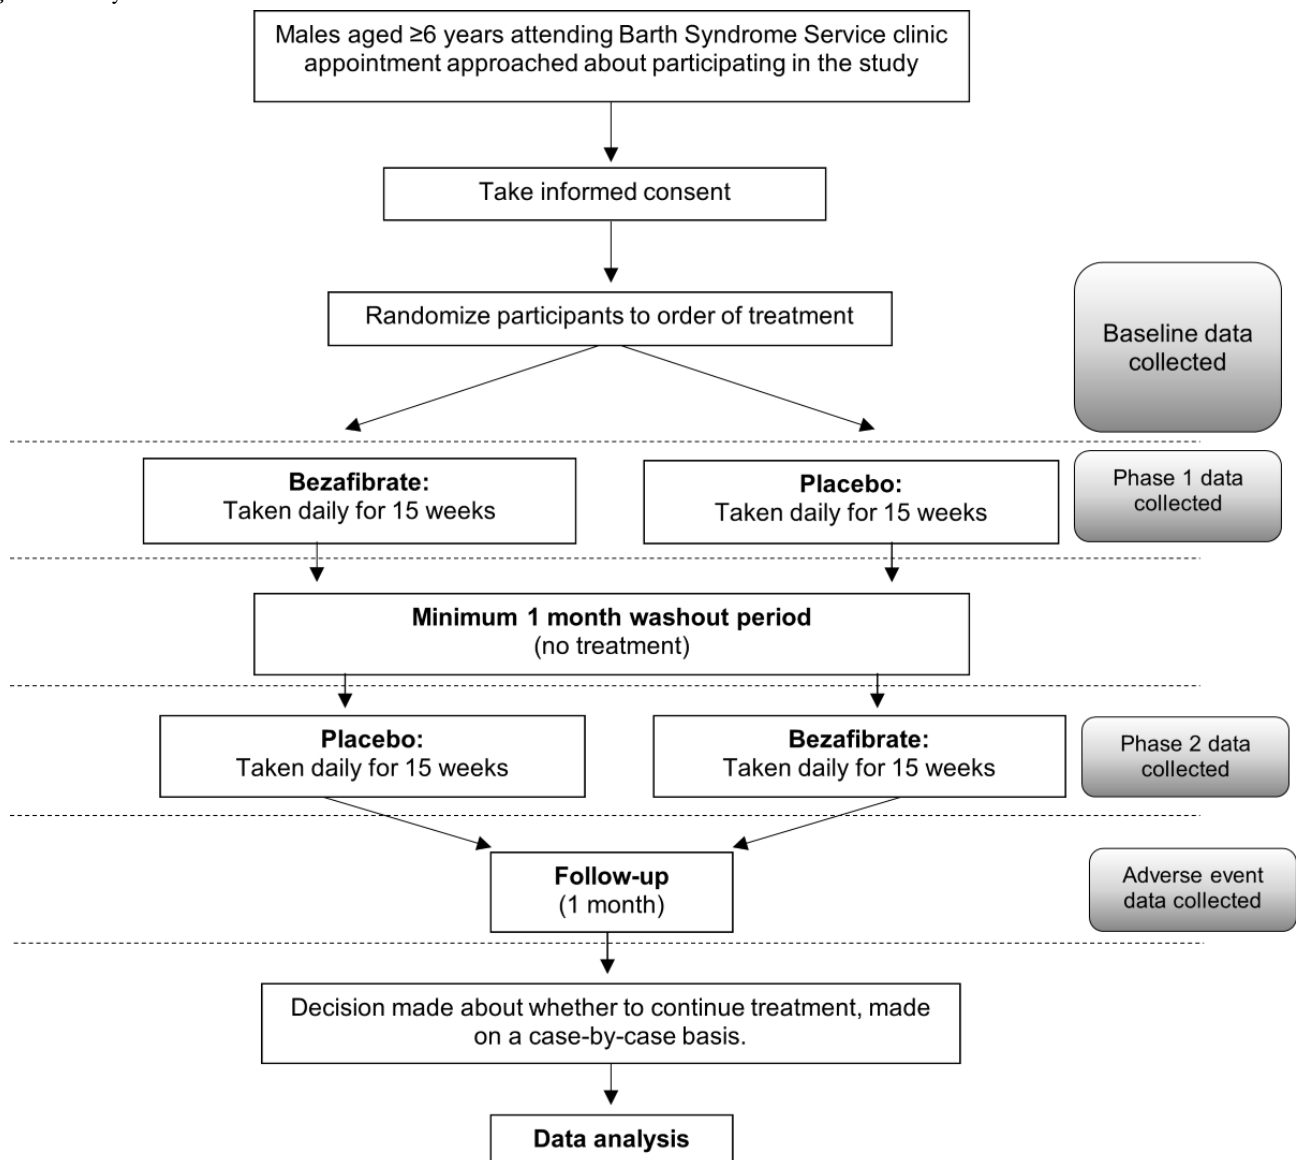 Males aged ≥6 years attending Barth Syndrome Service clinic
appointment approached about participating in the study
Take informed consent
Randomize participants to order of treatment
Baseline data
collected
Bezafibrate:
Taken daily for 15 weeks
Placebo:
Taken daily for 15 weeks
Phase 1 data
collected
Minimum 1 month washout period
(no treatment)
Placebo:
Taken daily for 15 weeks
Bezafibrate:
Taken daily for 15 weeks
Phase 2 data
collected
Follow-up
(1 month)
Adverse event
data collected
Decision made about whether to continue treatment, made
on a case-by-case basis.
Data analysis